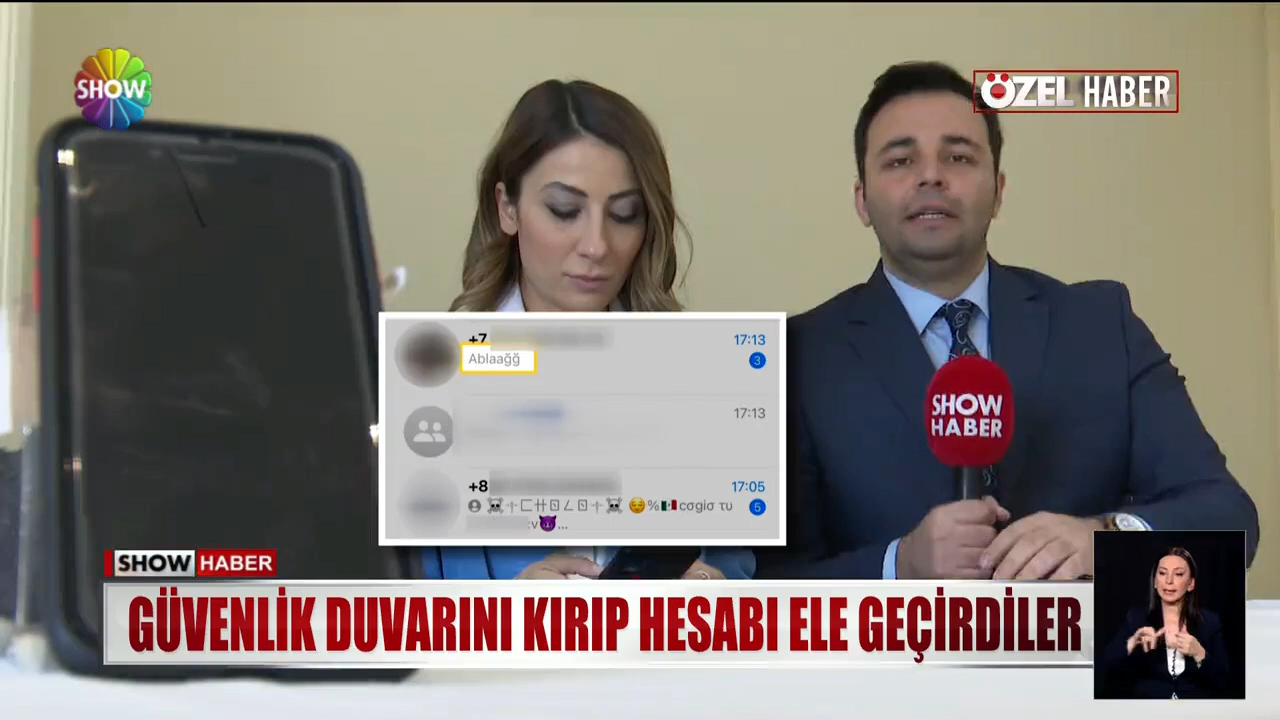 SHOW
ÖZEL HABER
+7
17:13
Ablaağğ
3
17:13
+8
17:05
5
SHOW
HABER
SHOW HABER
GÜVENLİK DUVARINI KIRIP HESABI ELE GEÇİRDİLER